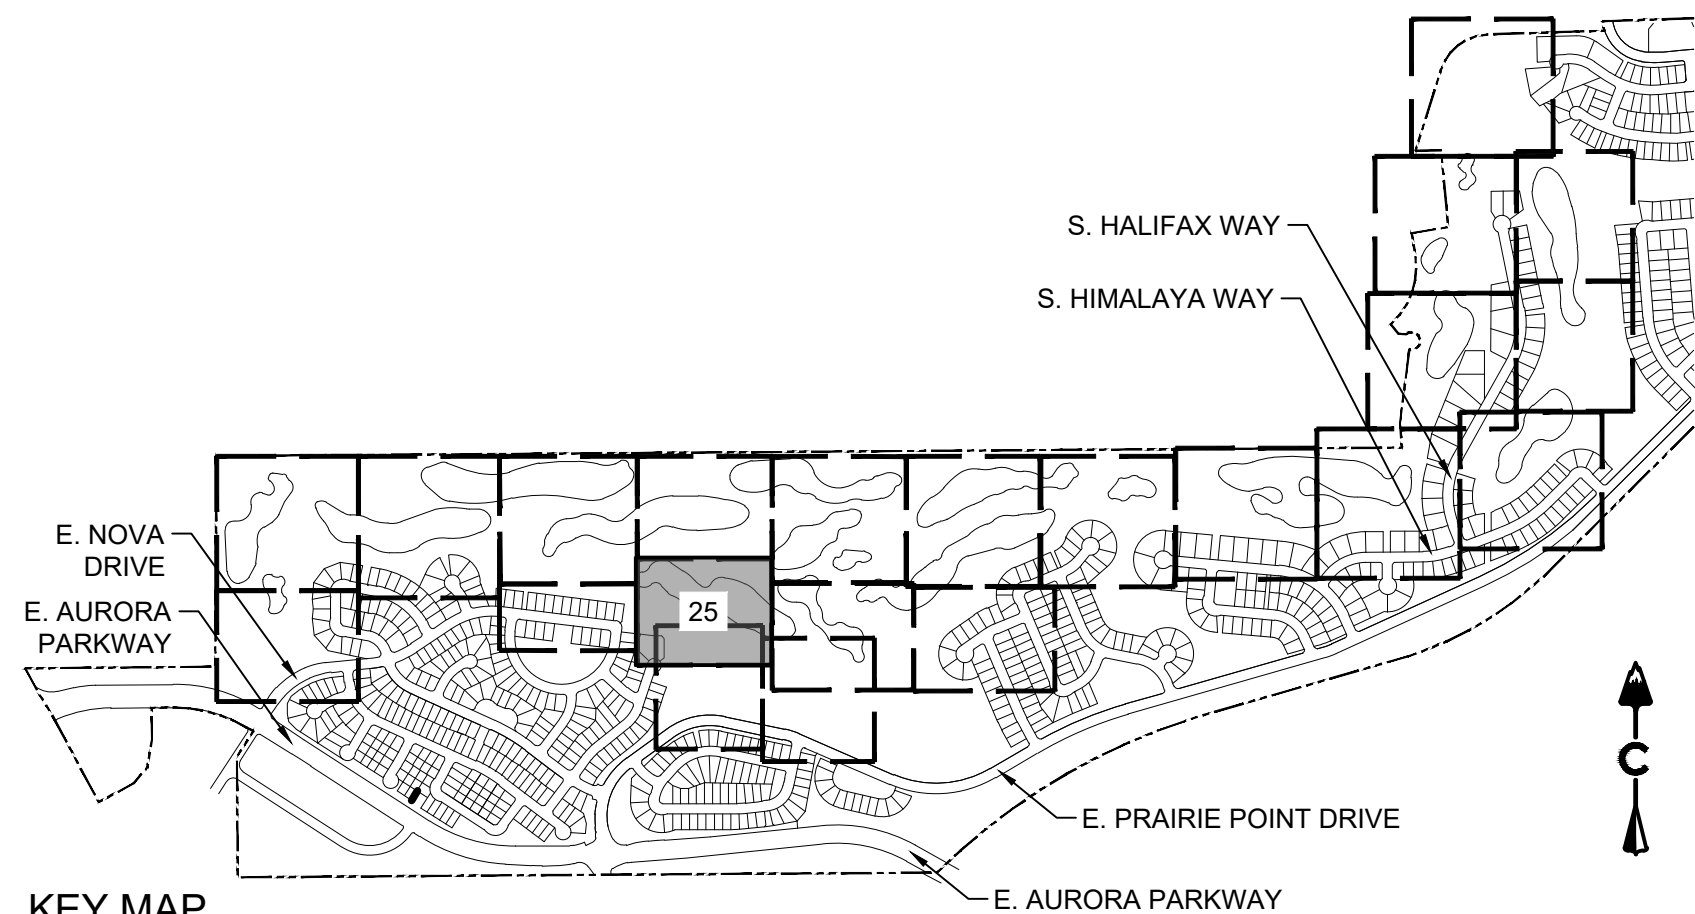 S. HALIFAX WAY
S. HIMALAYA WAY
E. NOVA
DRIVE
E. AURORA
PARKWAY
25
E. PRAIRIE POINT DRIVE
E. AURORA PARKWAY
KEY MAP
C